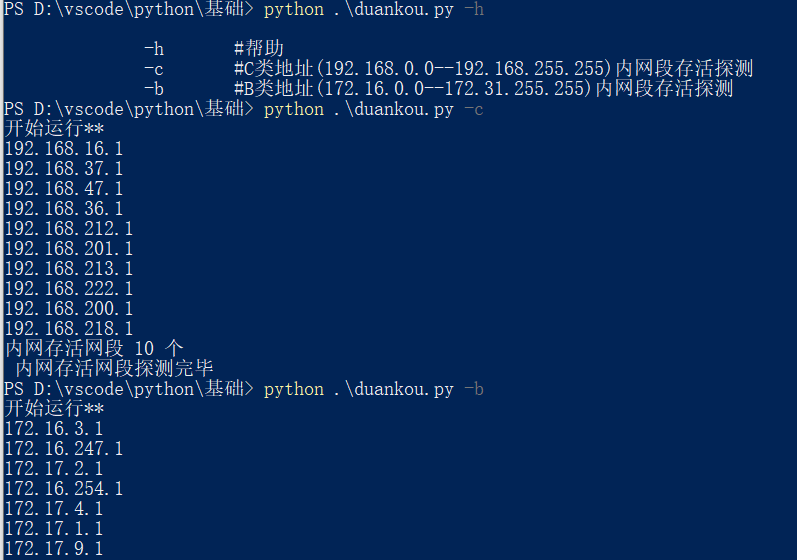 PS D:\vscode\python\基础> python .\duankou.py -h
-h #帮助
-c #C类地址(192.168.0.0--192.168.255.255)内网段存活探测
-b #B类地址(172.16.0.0--172.31.255.255)内网段存活探测
PS D:\vscode\python\基础> python .\duankou.py -c
开始运行**
192.168.16.1
192.168.37.1
192.168.47.1
192.168.36.1
192.168.212.1
192.168.201.1
192.168.213.1
192.168.222.1
192.168.200.1
192.168.218.1
内网存活网段 10 个
内网存活网段探测完毕
PS D:\vscode\python\基础> python .\duankou.py -b
开始运行**
172.16.3.1
172.16.247.1
172.17.2.1
172.16.254.1
172.17.4.1
172.17.1.1
172.17.9.1